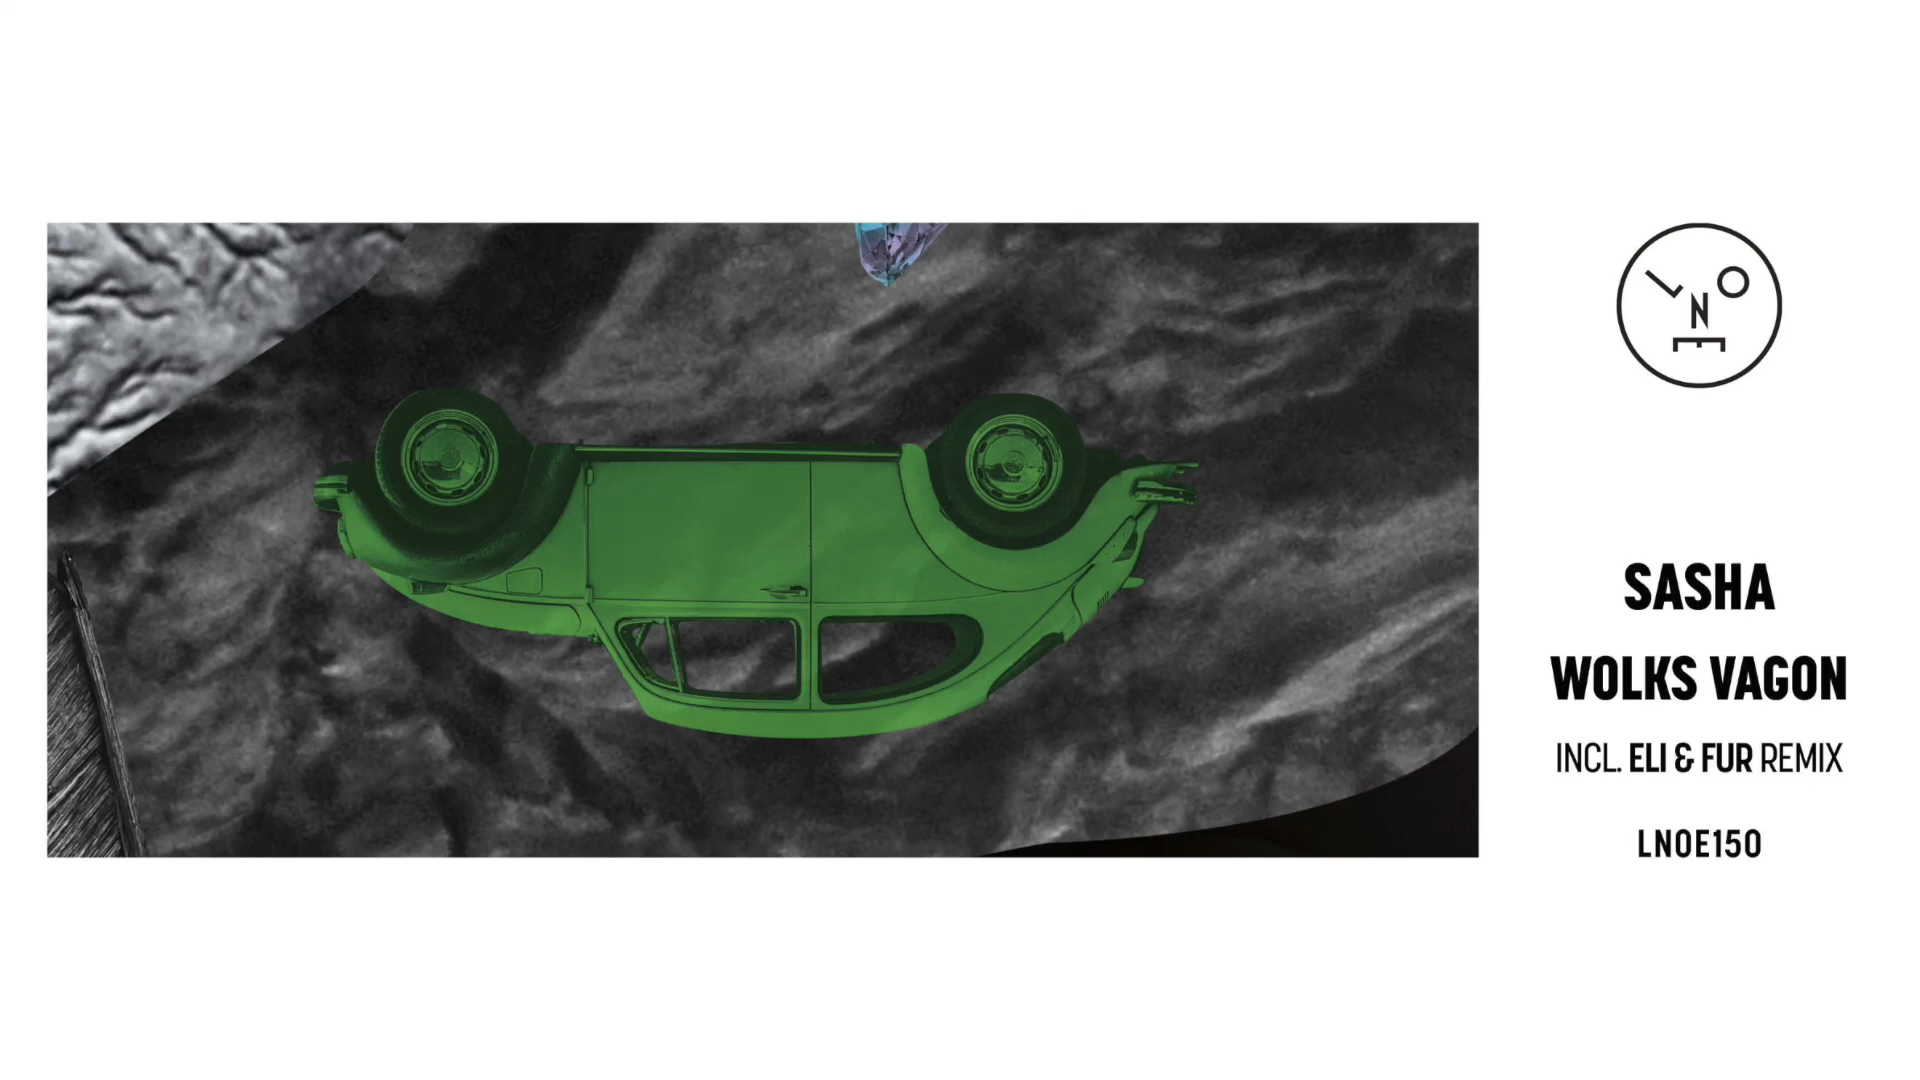 L N O E
SASHA
WOLKS VAGON
INCL. ELI & FUR REMIX
LNOE150